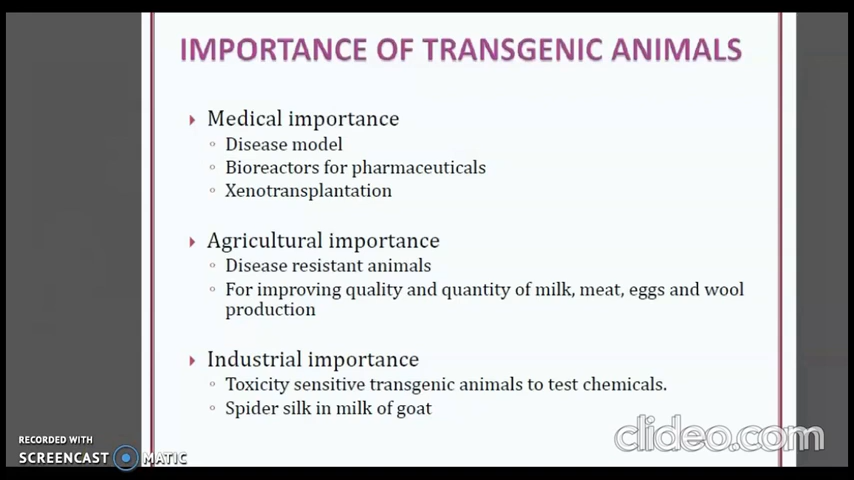 IMPORTANCE OF TRANSGENIC ANIMALS
Medical importance
Disease model
Bioreactors for pharmaceuticals
Xenotransplantation
Agricultural importance
Disease resistant animals
For improving quality and quantity of milk, meat, eggs and wool
production
Industrial importance
Toxicity sensitive transgenic animals to test chemicals.
Spider silk in milk of goat
clideo.com
RECORDED WITH
SCREENCAST MATIC